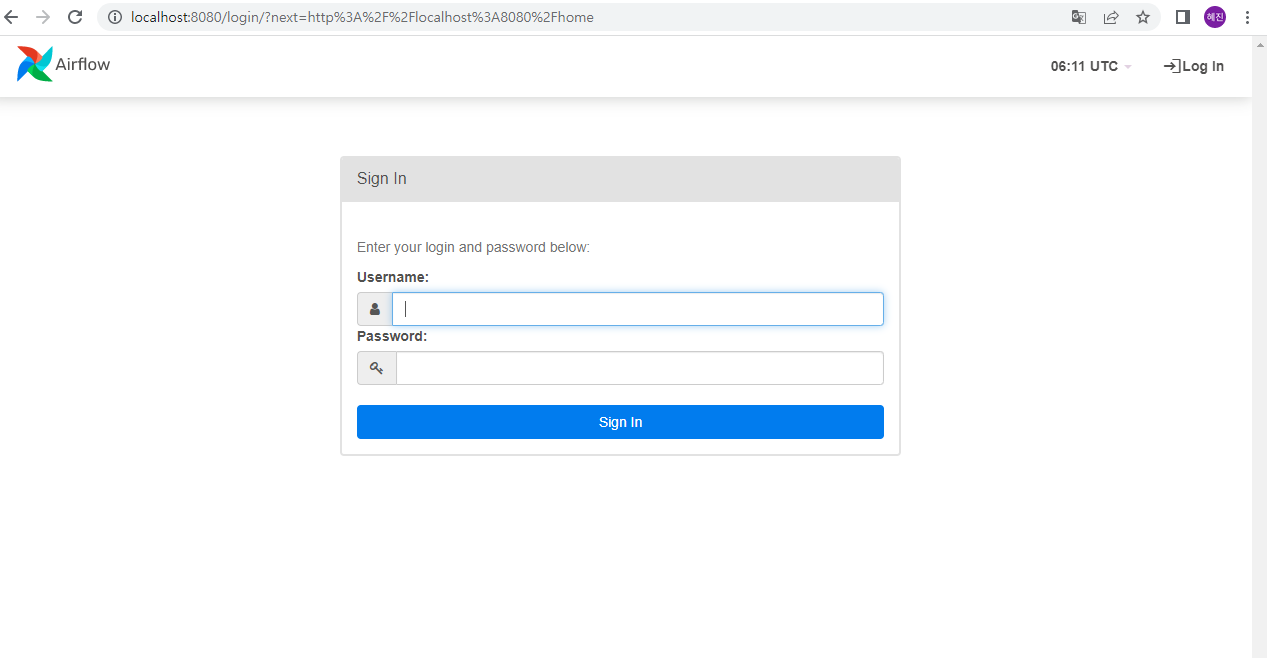 localhost:8080/login/?next=http%3A%2F%2Flocalhost%3A8080%2Fhome
혜진
Airflow
06:11 UTC
Log In
Sign In
Enter your login and password below:
Username:
Password:
Sign In